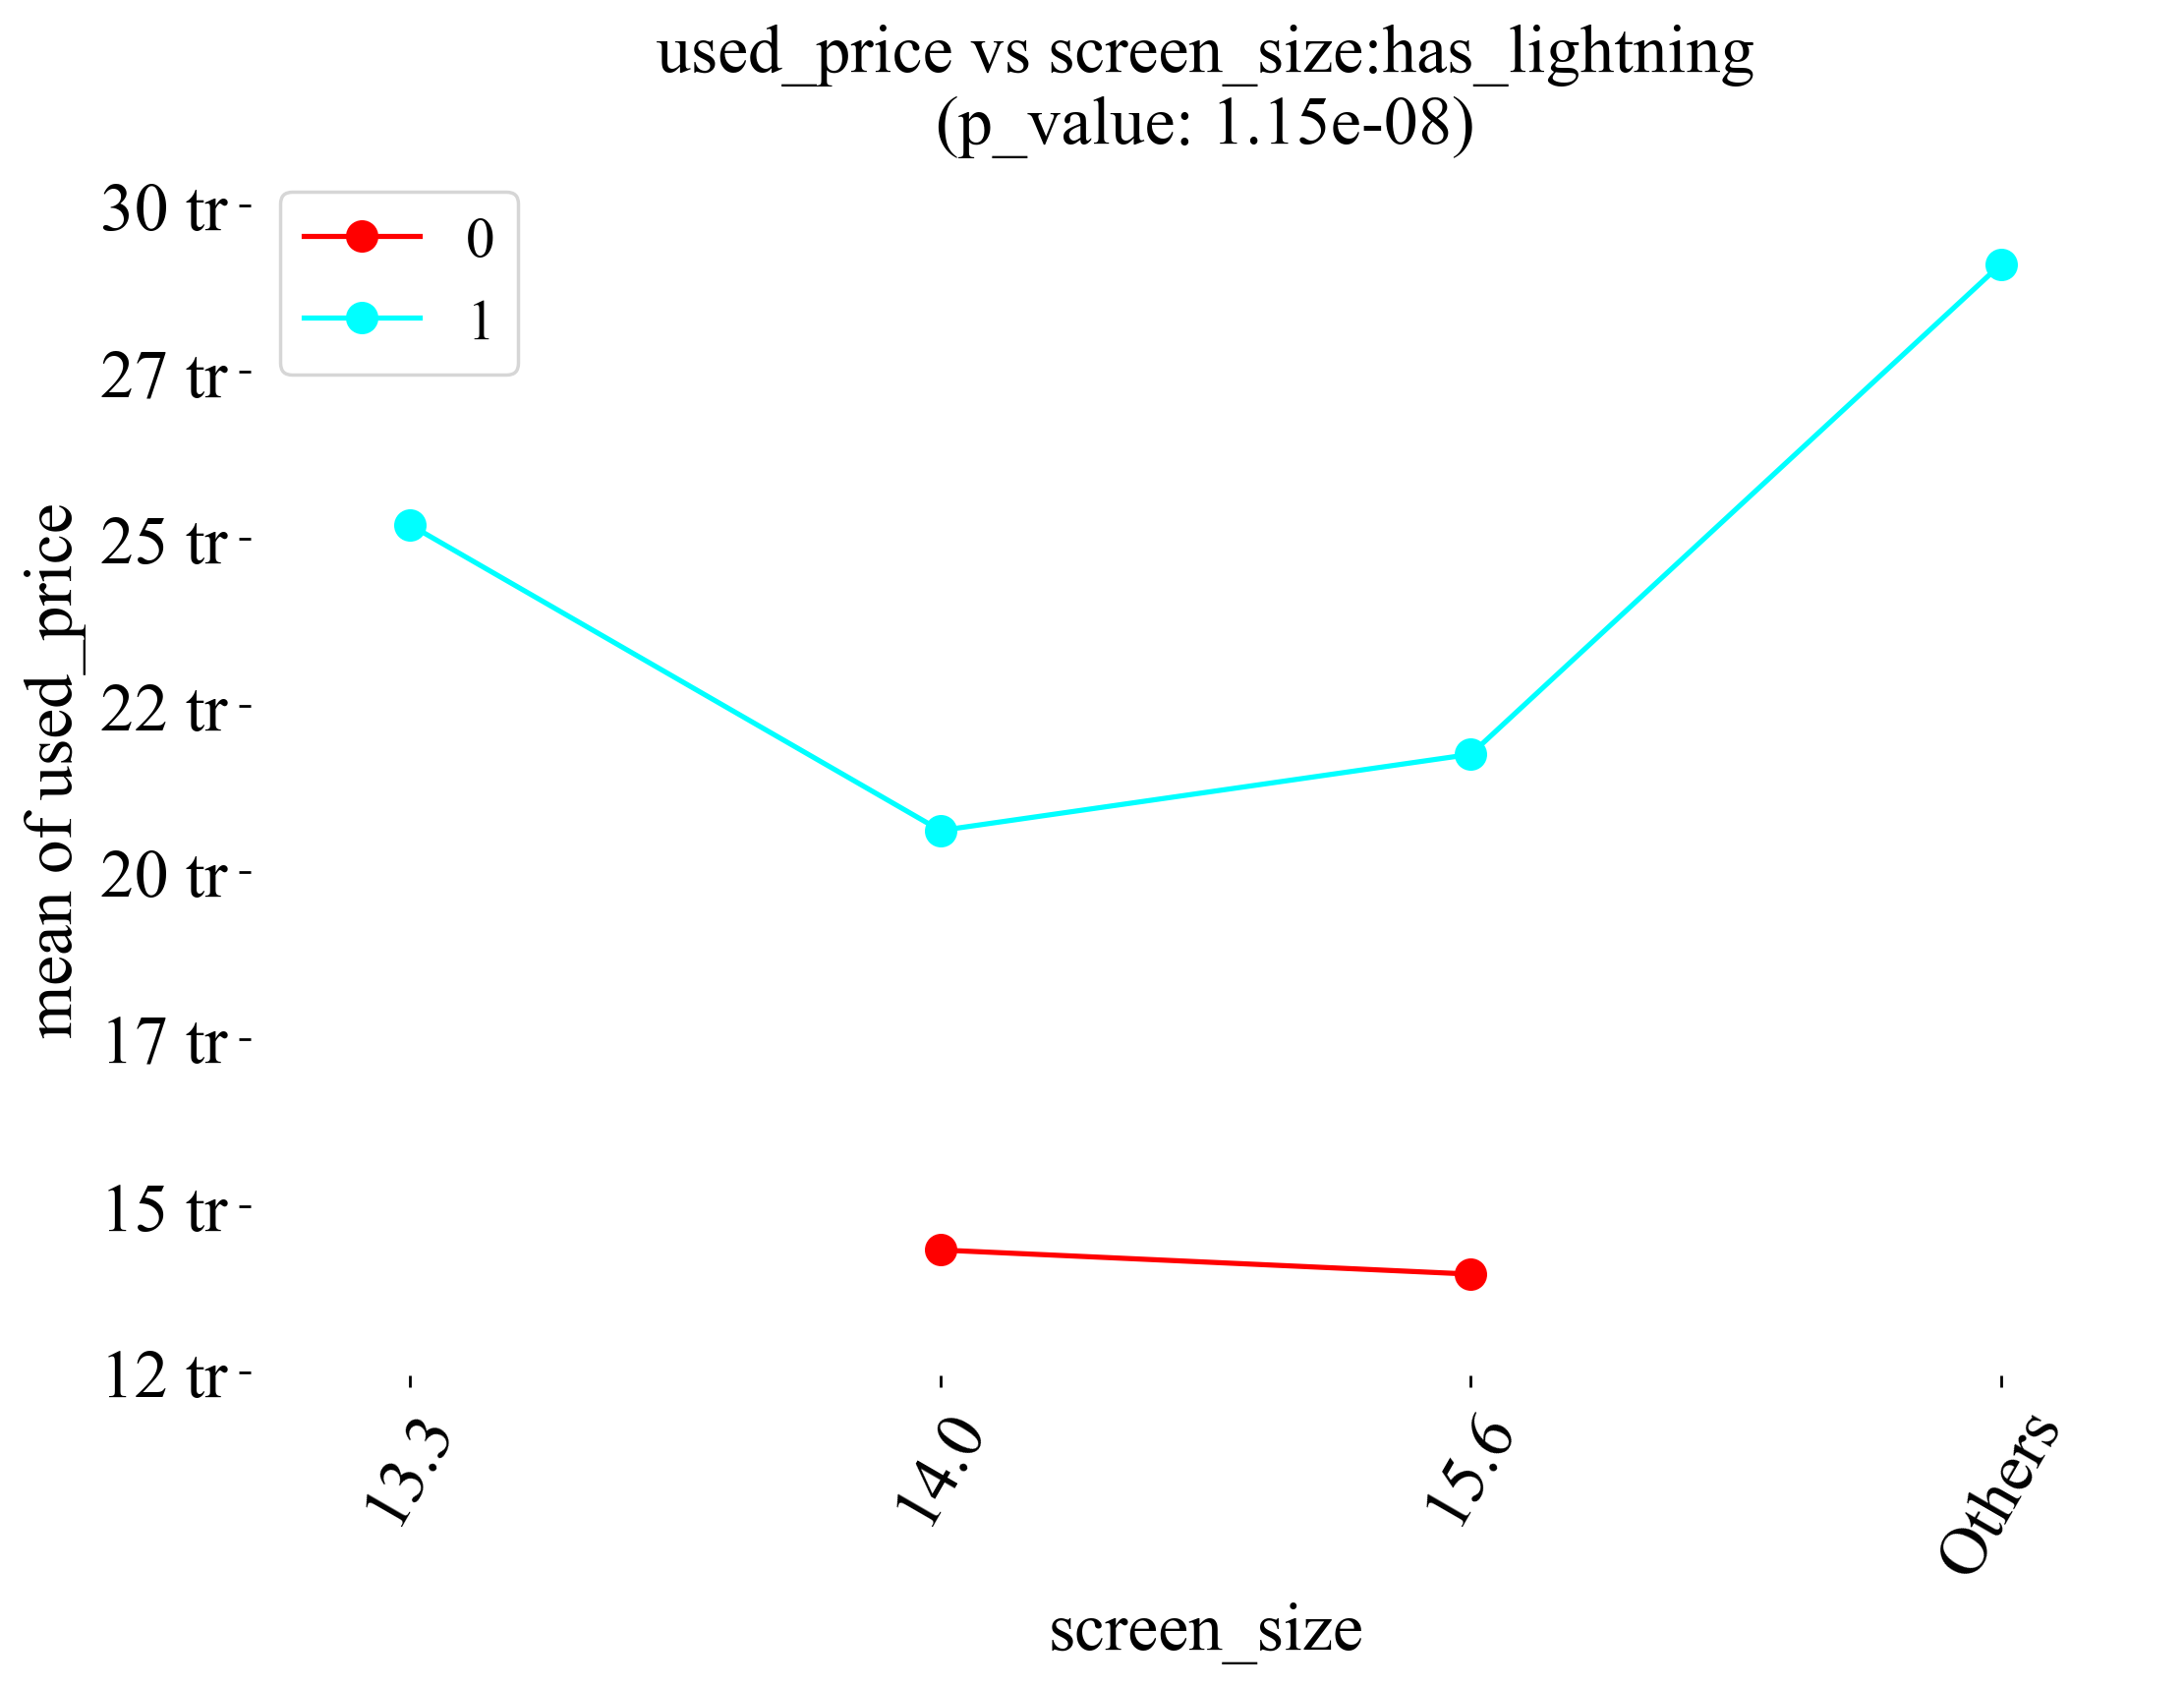 used_price vs screen_size:has_lightning
(p_value: 1.15e-08)
0
1
30 tr
27 tr
25 tr
22 tr
20 tr
17 tr
15 tr
12 tr
mean of used_price
13.3
14.0
15.6
Others
screen_size